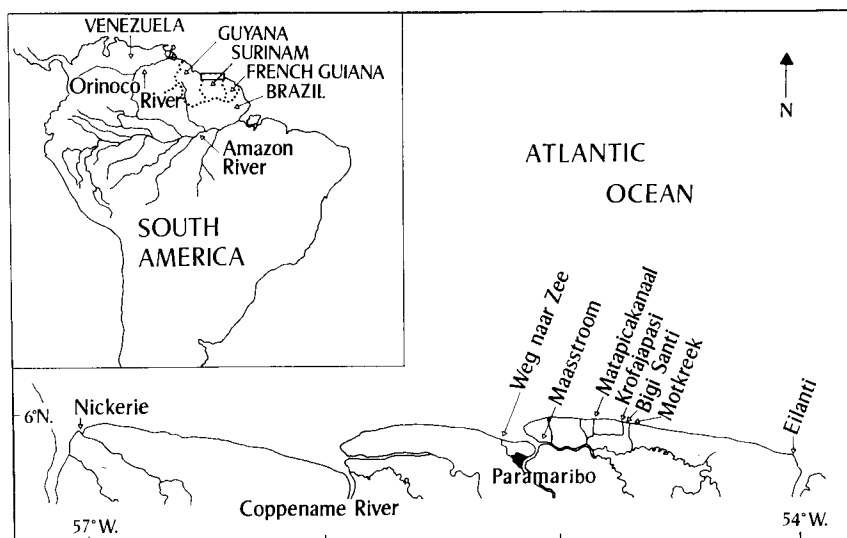 VENEZUELA
GUYANA
SURINAM
FRENCH GUIANA
BRAZIL
Orinoco
River
Amazon
River
SOUTH
AMERICA
N
ATLANTIC
OCEAN
Weg naar Zee
Maasstroom
Matapicakanaal
Krofajapasi
Bigi Santi
Motkreek
Eilanti
6°N.
Nickerie
Paramaribo
Coppename River
57°W.
54°W.